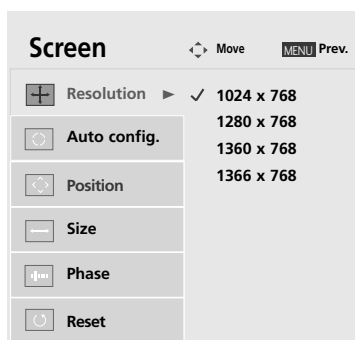 Screen
Move
MENU Prev.
Resolution
Auto config.
Position
Size
Phase
Reset
1024 x 768
1280 x 768
1360 x 768
1366 x 768